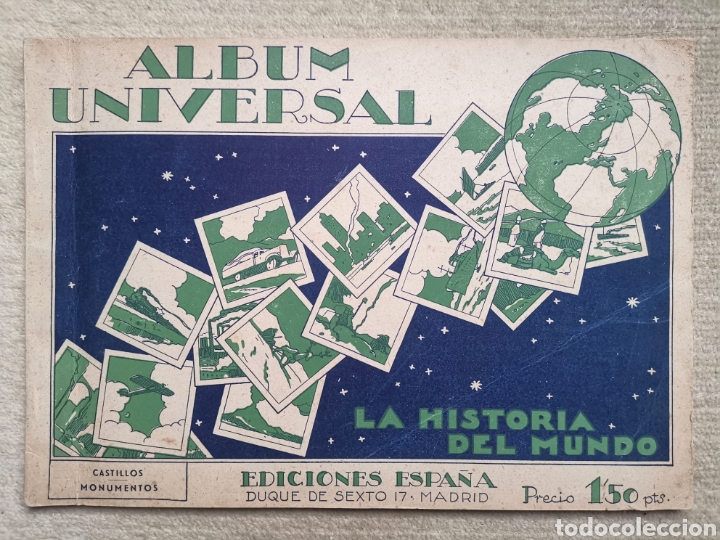 ALBUM
UNIVERSAL
LA HISTORIA
DEL MUNDO
CASTILLOS
MONUMENTOS
EDICIONES ESPAÑA
DUQUE DE SEXTO 17, MADRID
Precio 1'50 pts.
todocoleccion